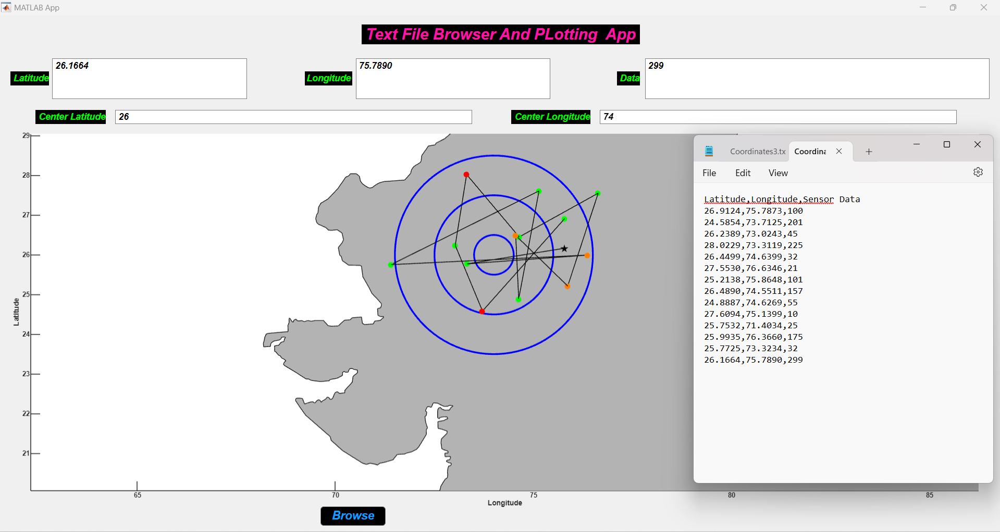 MATLAB App
Text File Browser And PLotting App
Latitude
26.1664
Longitude
75.7890
Data
299
Center Latitude
26
Center Longitude
74
29
28
27
26
25
24
23
22
21
Latitude
65
70
75
80
85
Longitude
Browse
Coordinates3.tx
Coordina
File
Edit
View
Latitude,Longitude,Sensor Data
26.9124,75.7873,100
24.5854,73.7125,201
26.2389,73.0243,45
28.0229,73.3119,225
26.4499,74.6399,32
27.5530,76.6346,21
25.2138,75.8648,101
26.4890,74.5511,157
24.8887,74.6269,55
27.6094,75.1399,10
25.7532,71.4034,25
25.9935,76.3660,175
25.7725,73.3234,32
26.1664,75.7890,299